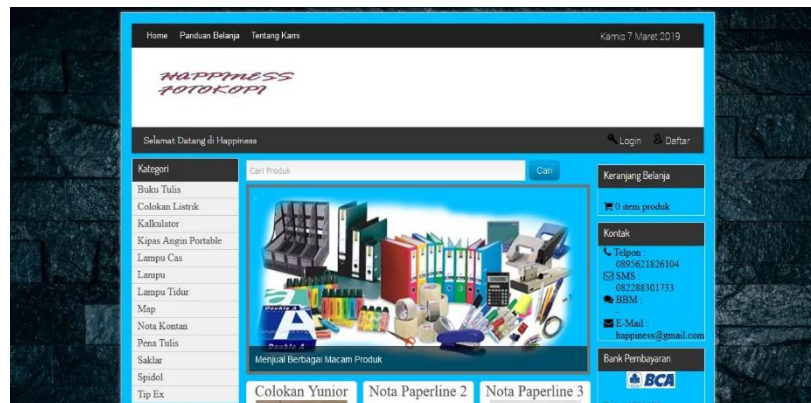 Home Panduan Belanja Tentang Kami Kamis 7 Maret 2019
HAPPINESS
FOTOKOPI
Selamat Datang di Happiness Login Daftar
Kategori
Buku Tulis
Colokan Listrik
Kalkulator
Kipas Angin Portable
Lampu Cas
Lampu
Lampu Tidur
Map
Nota Kontan
Pena Tulis
Saklar
Spidol
Tip Ex
Cari Produk Cari
Double A
Menjual Berbagai Macam Produk
Colokan Yunior Nota Paperline 2 Nota Paperline 3
Keranjang Belanja
0 item produk
Kontak
Telpon :
0895621826104
SMS :
082288301733
BBM :
-
E-Mail :
happiness@gmail.com
Bank Pembayaran
BCA